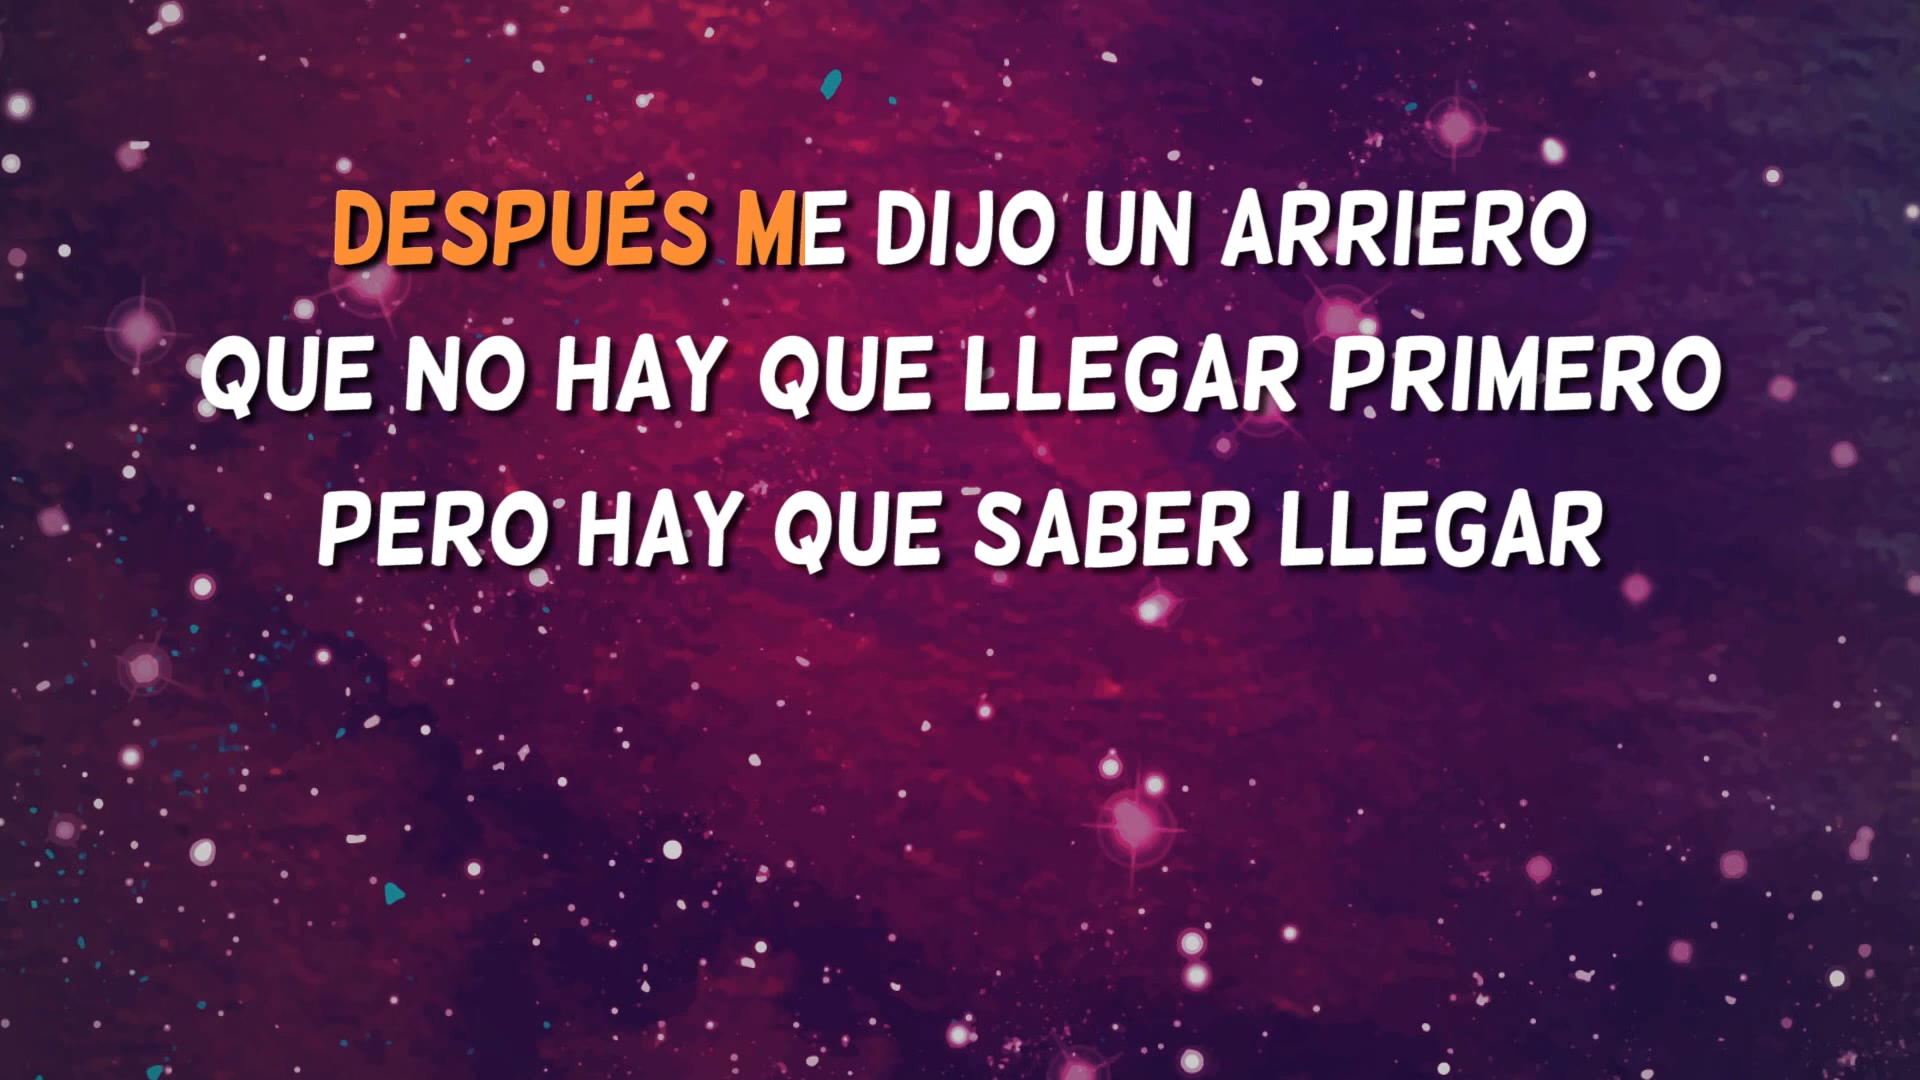 DESPUÉS ME DIJO UN ARRIERO
QUE NO HAY QUE LLEGAR PRIMERO
PERO HAY QUE SABER LLEGAR